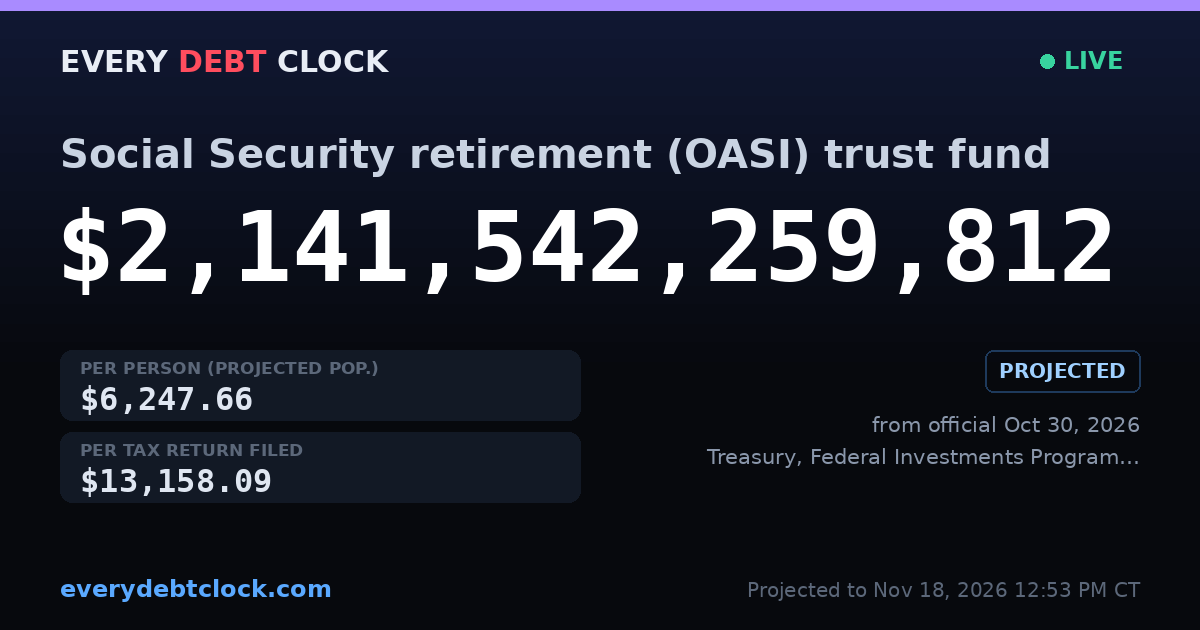 EVERY DEBT CLOCK
LIVE
Social Security retirement (OASI) trust fund
$2,141,542,259,812
PER PERSON (PROJECTED POP.)
$6,247.66
PER TAX RETURN FILED
$13,158.09
PROJECTED
from official Oct 30, 2026
Treasury, Federal Investments Program…
everydebtclock.com
Projected to Nov 18, 2026 12:53 PM CT